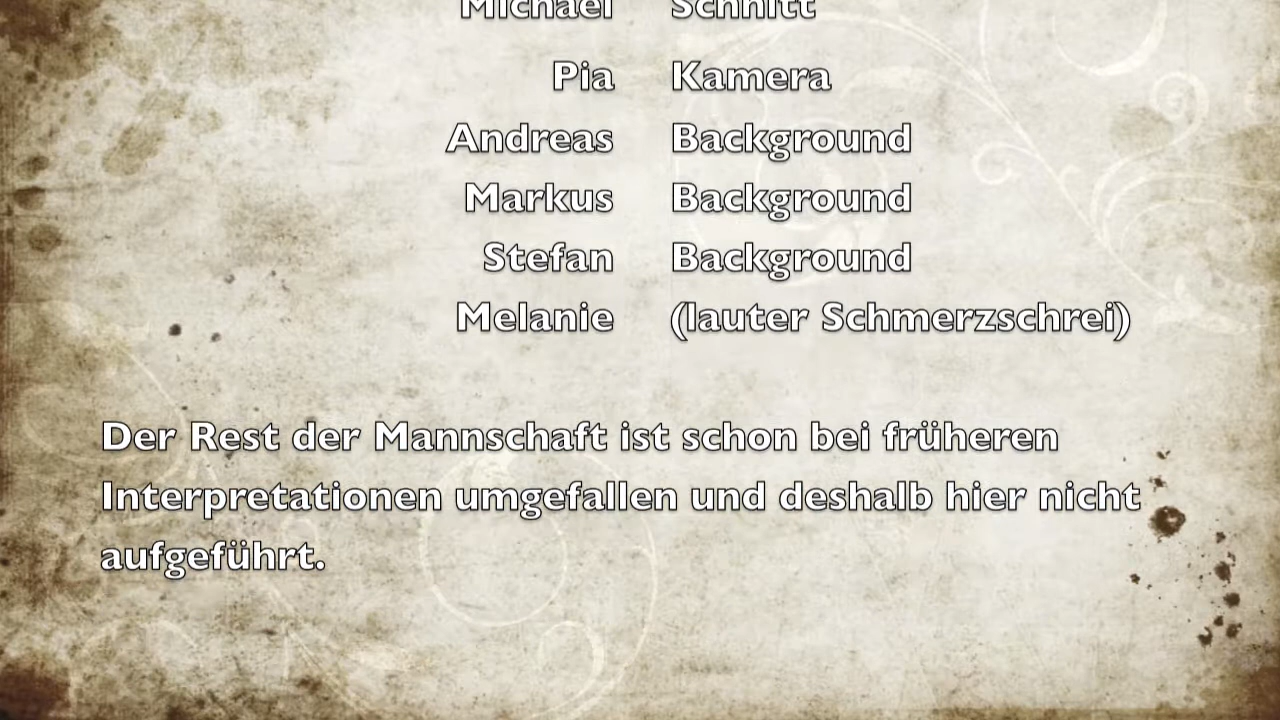 Michael Schnitt
Pia Kamera
Andreas Background
Markus Background
Stefan Background
Melanie (lauter Schmerzschrei)
Der Rest der Mannschaft ist schon bei früheren
Interpretationen umgefallen und deshalb hier nicht
aufgeführt.